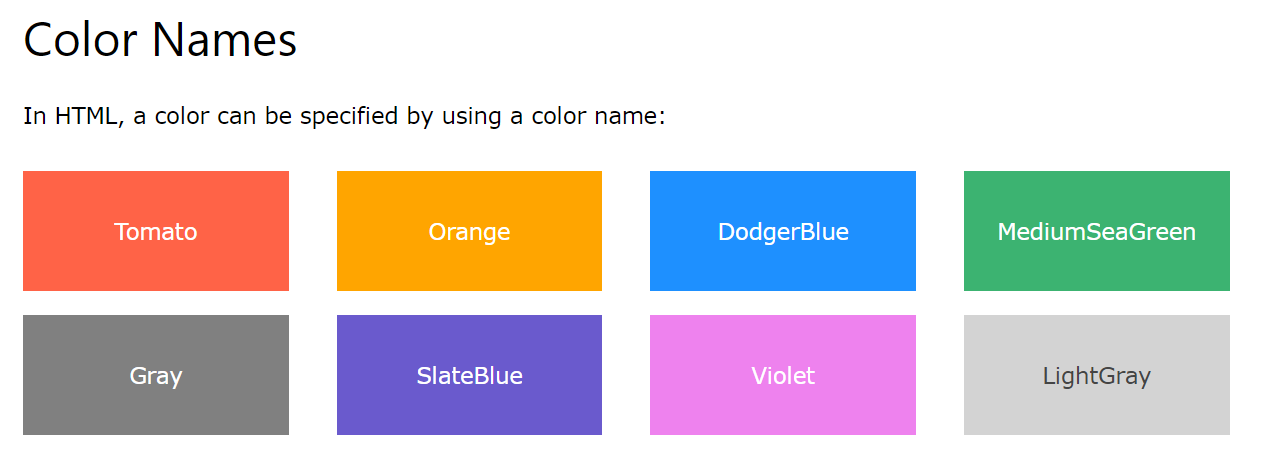 Color Names
In HTML, a color can be specified by using a color name:
Tomato
Orange
DodgerBlue
MediumSeaGreen
Gray
SlateBlue
Violet
LightGray